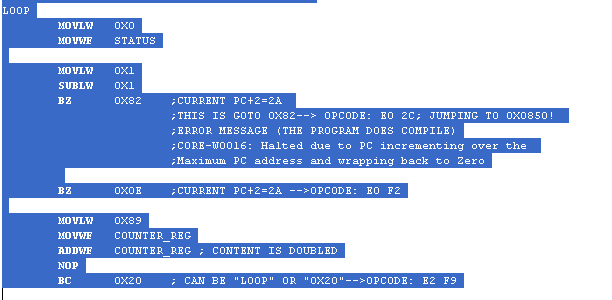 LOOP
MOVLW 0X0
MOVWF STATUS
MOVLW 0X1
SUBLW 0X1
BZ 0X82 ;CURRENT PC+2=2A
;THIS IS GOTO 0X82--> OPCODE: E0 2C; JUMPING TO 0X0850!
;ERROR MESSAGE (THE PROGRAM DOES COMPILE)
;CORE-W0016: Halted due to PC incrementing over the
;Maximum PC address and wrapping back to Zero
BZ 0X0E ;CURRENT PC+2=2A -->OPCODE: E0 F2
MOVLW 0X89
MOVWF COUNTER_REG
ADDWF COUNTER_REG ; CONTENT IS DOUBLED
NOP
BC 0X20 ; CAN BE "LOOP" OR "0X20"-->OPCODE: E2 F9